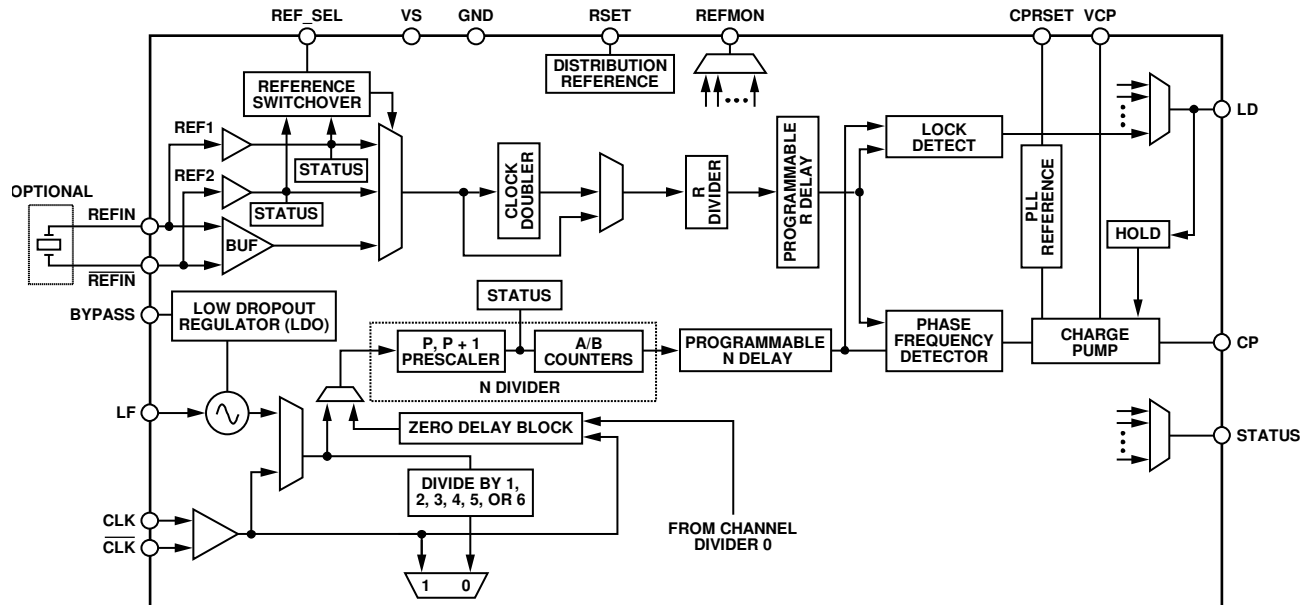 REF_SEL
VS
GND
RSET
REFMON
CPRSET
VCP
REFERENCE
SWITCHOVER
DISTRIBUTION
REFERENCE
LD
REF1
STATUS
REF2
STATUS
OPTIONAL
REFIN
BUF
REFIN
CLOCK
DOUBLER
R
DIVIDER
PROGRAMMABLE
R DELAY
LOCK
DETECT
PLL
REFERENCE
HOLD
BYPASS
LOW DROPOUT
REGULATOR (LDO)
STATUS
P, P + 1
PRESCALER
A/B
COUNTERS
N DIVIDER
PROGRAMMABLE
N DELAY
PHASE
FREQUENCY
DETECTOR
CHARGE
PUMP
CP
LF
ZERO DELAY BLOCK
STATUS
DIVIDE BY 1,
2, 3, 4, 5, OR 6
CLK
CLK
FROM CHANNEL
DIVIDER 0
1 0